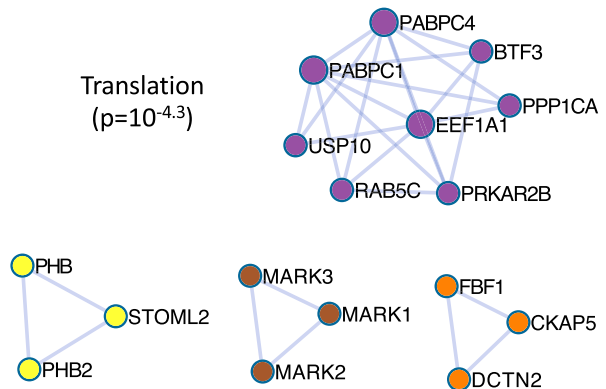 PABPC4
BTF3
PABPC1
Translation
(p=10-4.3)
PPP1CA
EEF1A1
USP10
RAB5C
PRKAR2B
PHB
STOML2
PHB2
MARK3
MARK1
MARK2
FBF1
CKAP5
DCTN2